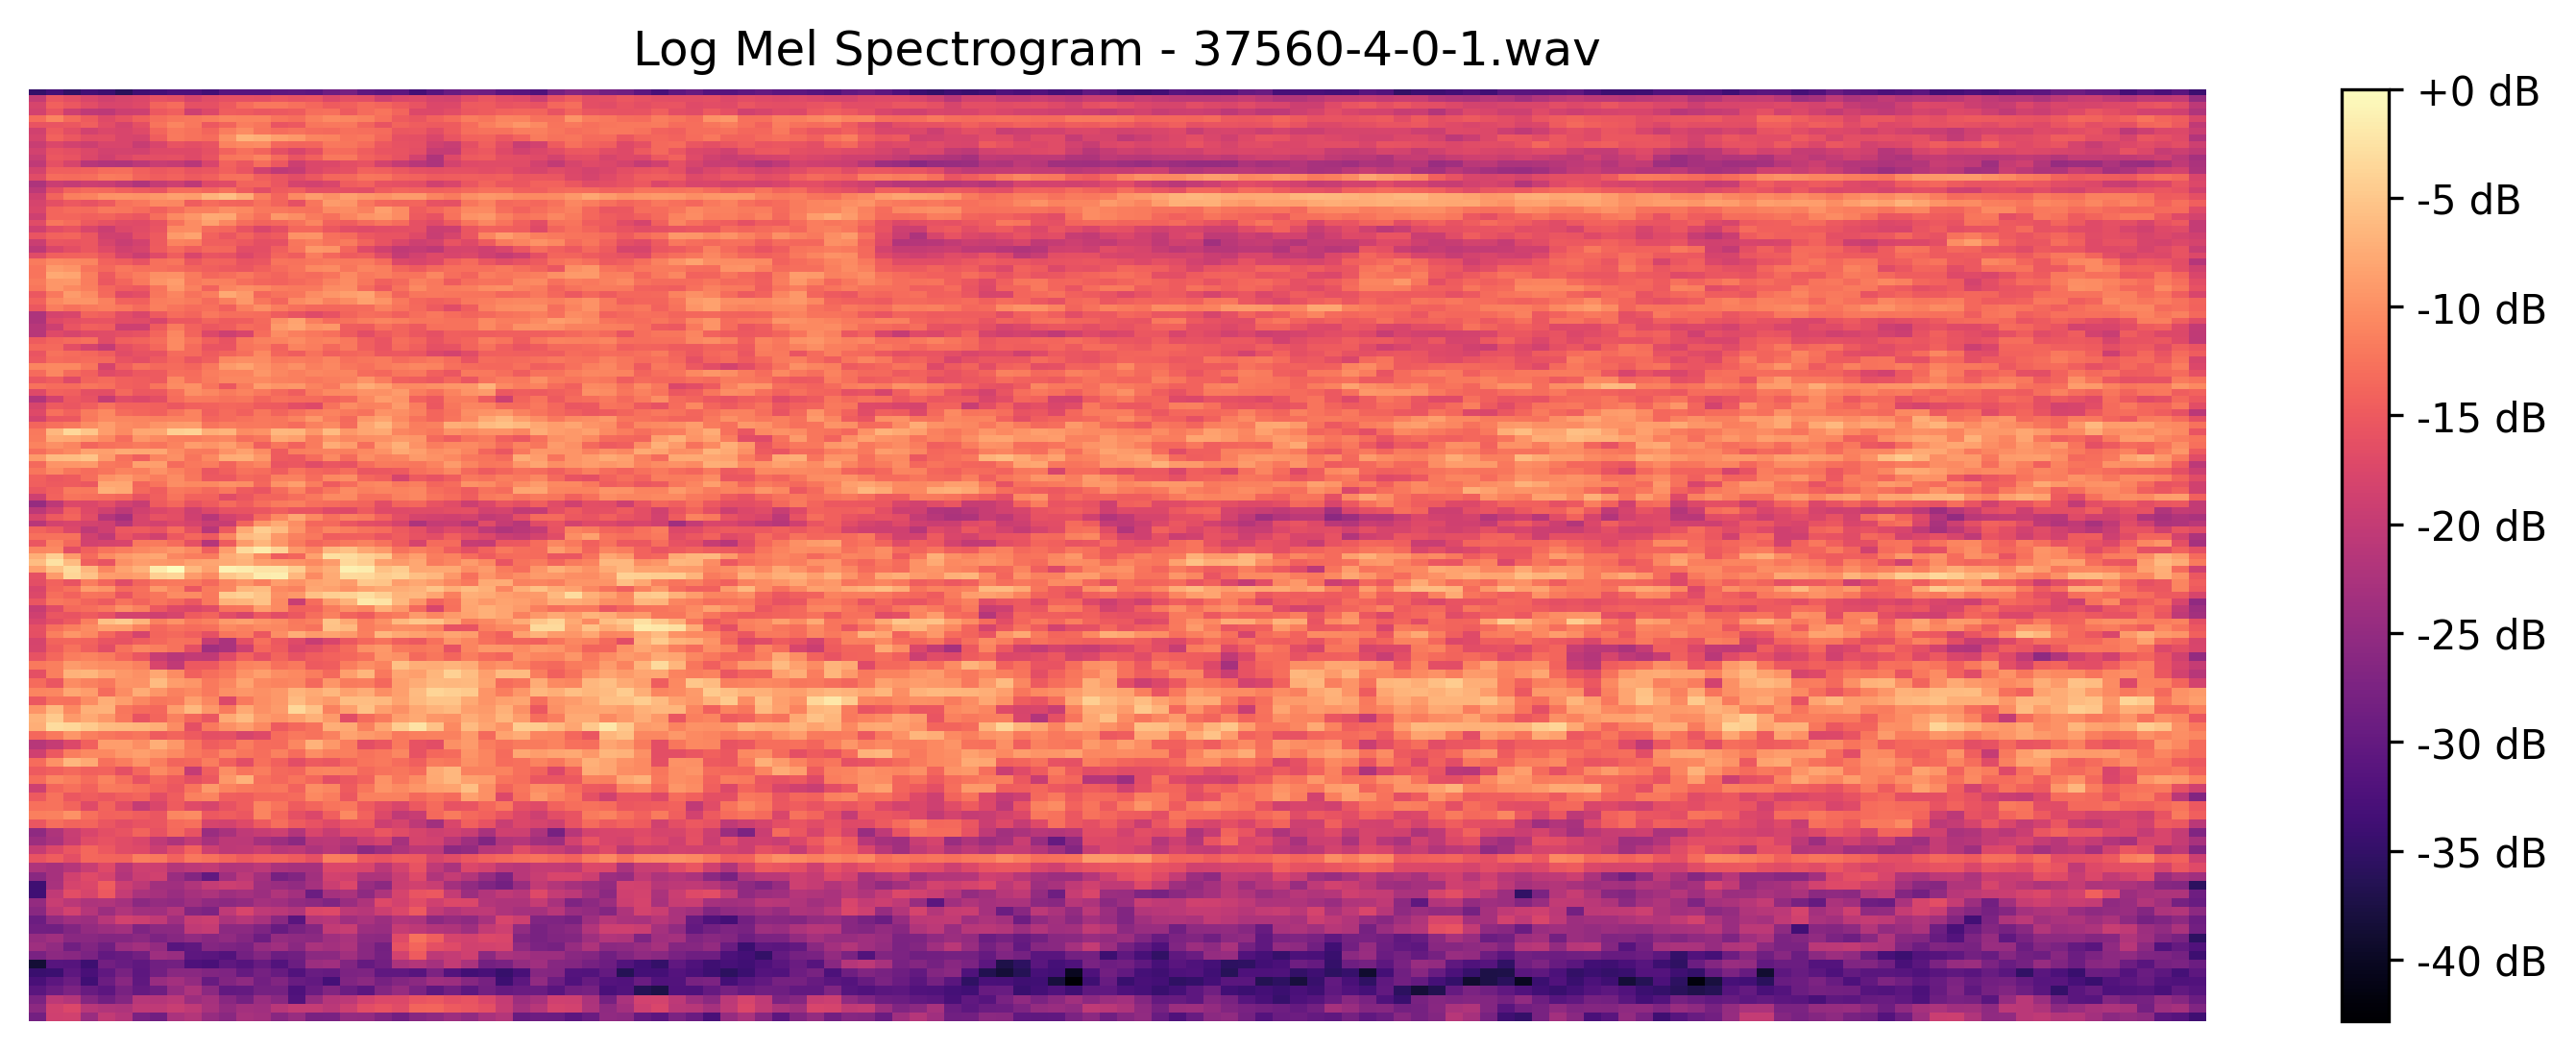 Log Mel Spectrogram - 37560-4-0-1.wav
+0 dB
-5 dB
-10 dB
-15 dB
-20 dB
-25 dB
-30 dB
-35 dB
-40 dB